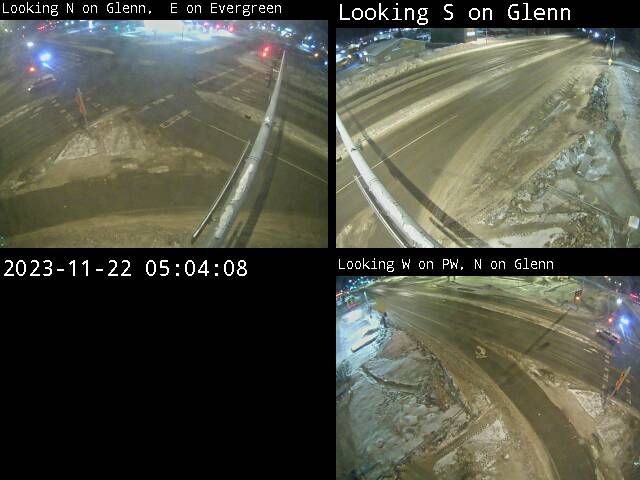 Looking N on Glenn,  E on Evergreen
Looking S on Glenn
2023-11-22 05:04:08
Looking W on PW, N on Glenn